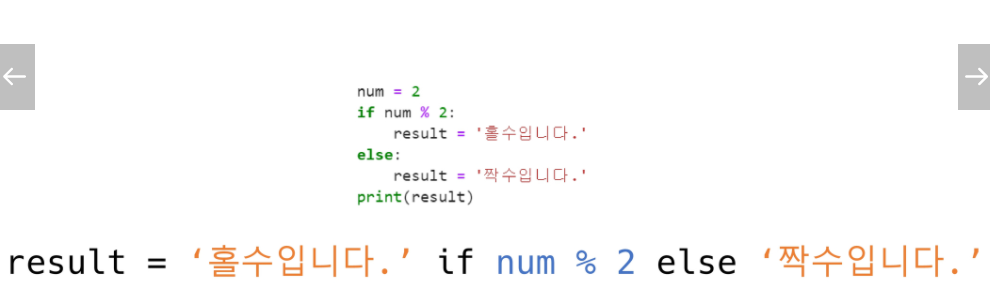 num = 2
if num % 2:
    result = '홀수입니다.'
else:
    result = '짝수입니다.'
print(result)
result = ‘홀수입니다.’ if num % 2 else ‘짝수입니다.’